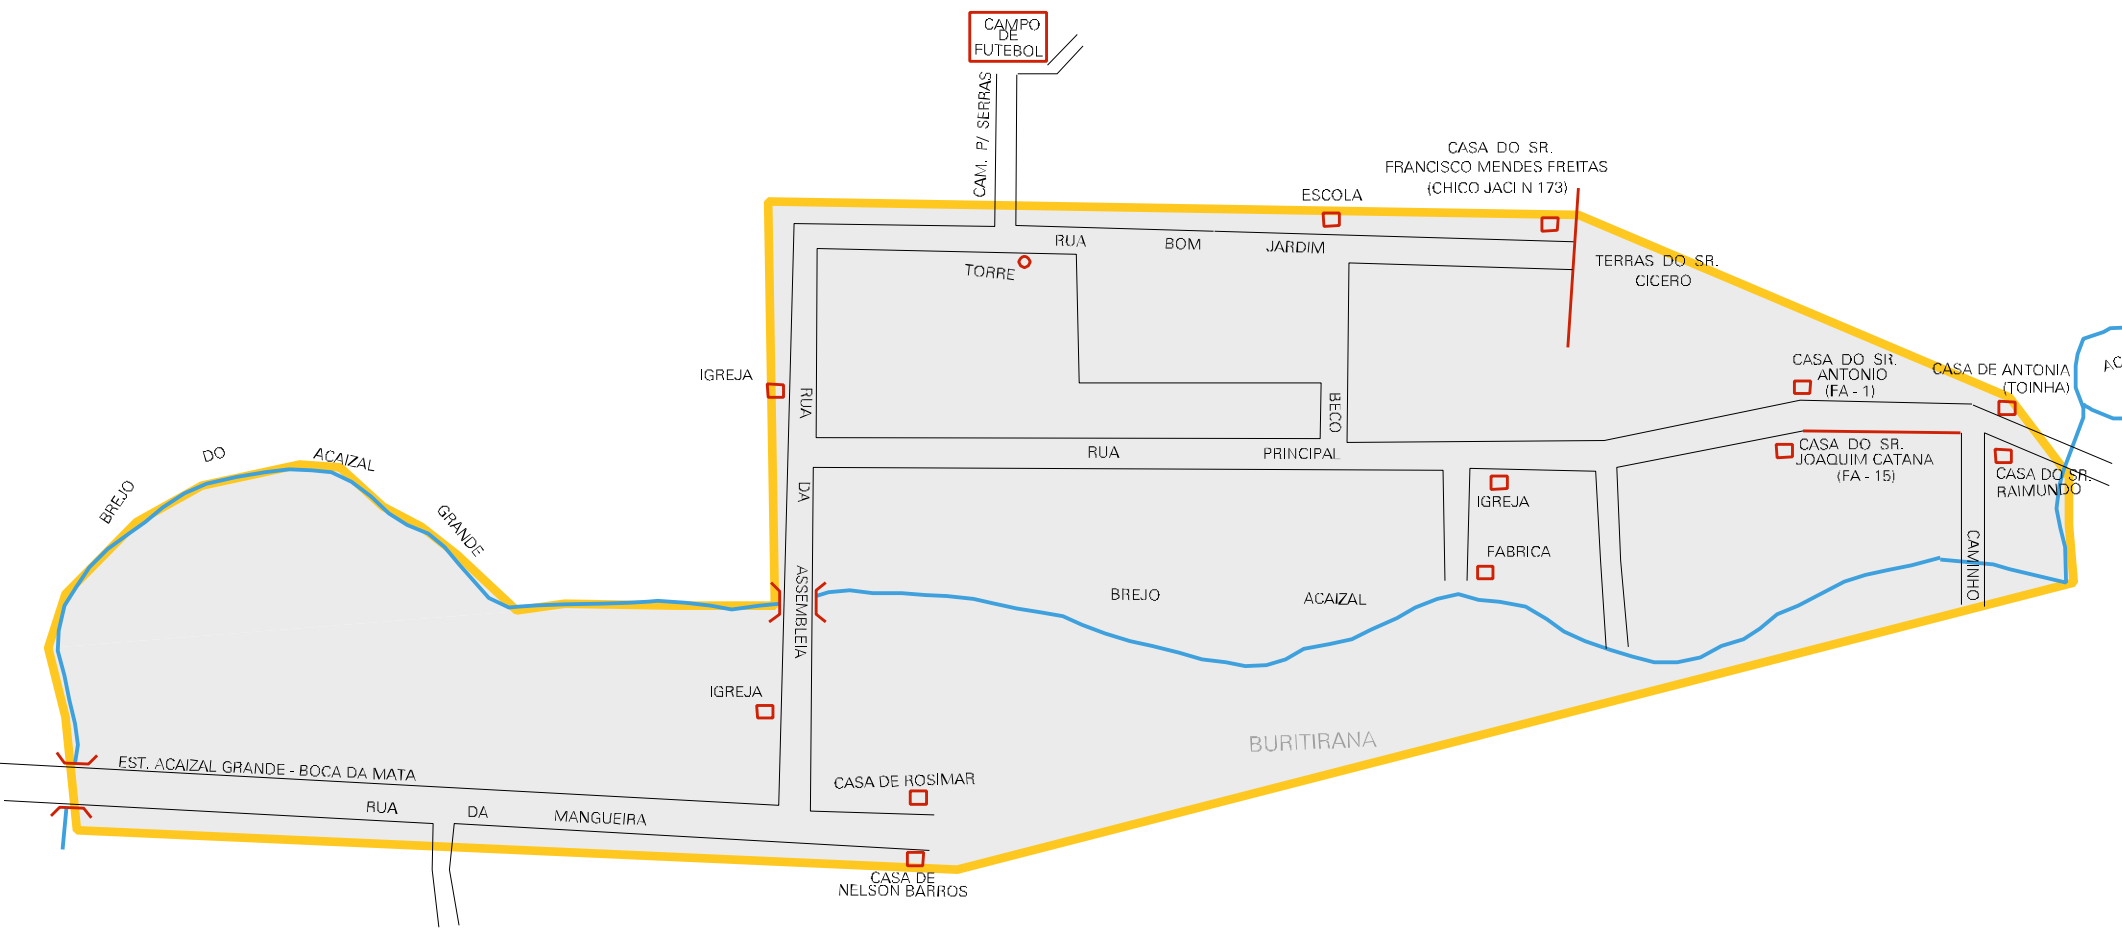 CAMPO
DE
FUTEBOL
CAM. P/ SERRAS
CASA DO SR.
FRANCISCO MENDES FREITAS
(CHICO JACI N 173)
ESCOLA
RUA BOM JARDIM
TORRE
TERRAS DO SR.
CICERO
IGREJA
CASA DO SR.
ANTONIO
(FA - 1)
CASA DE ANTONIA
(TOINHA)
AC
RUA DA ASSEMBLEIA
BECO
RUA PRINCIPAL
CASA DO SR.
JOAQUIM CATANA
(FA - 15)
CASA DO SR.
RAIMUNDO
BREJO DO ACAIZAL GRANDE
IGREJA
FABRICA
CAMINHO
BREJO ACAIZAL
IGREJA
BURITIRANA
EST. ACAIZAL GRANDE - BOCA DA MATA
CASA DE ROSIMAR
RUA DA MANGUEIRA
CASA DE
NELSON BARROS